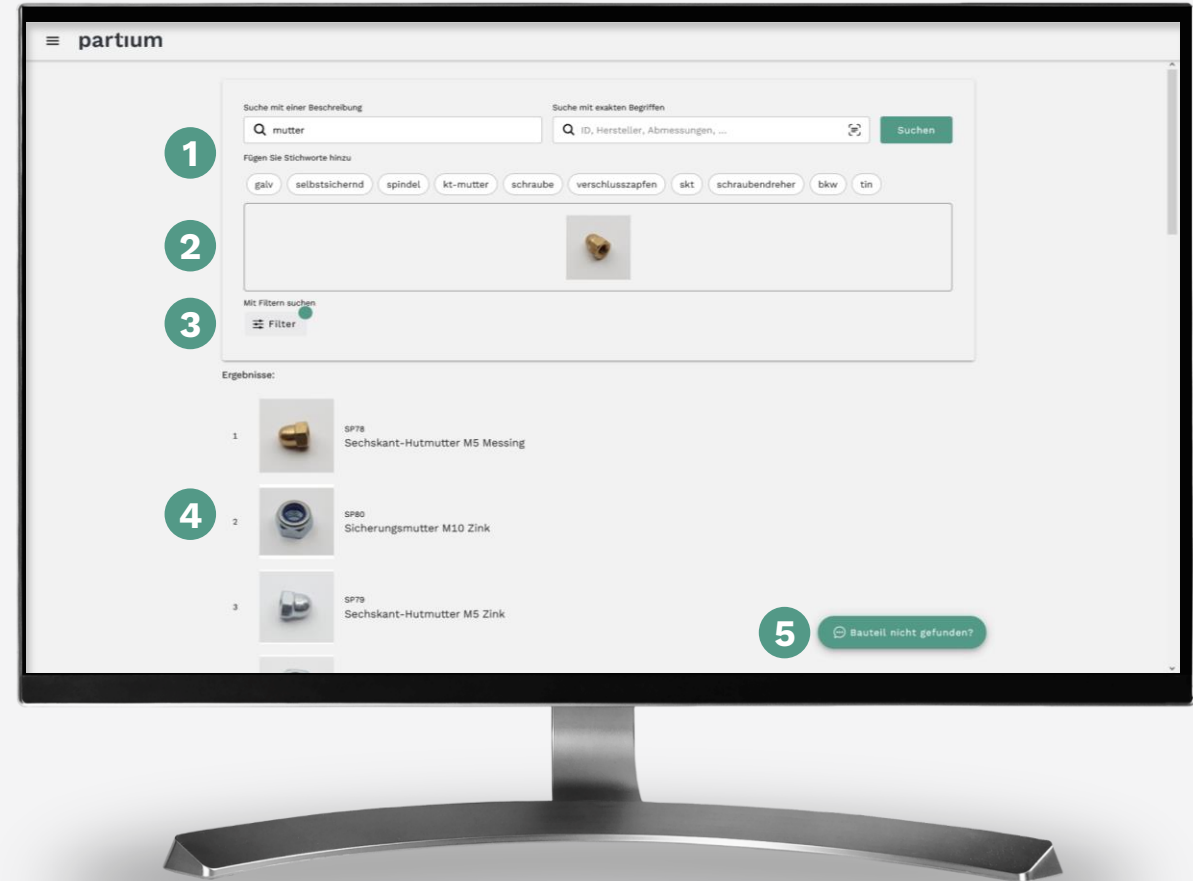 partıum
Suche mit einer Beschreibung
Suche mit exakten Begriffen
mutter
ID, Hersteller, Abmessungen, ...
Suchen
1
Fügen Sie Stichworte hinzu
galv selbstsichernd spindel kt-mutter schraube verschlusszapfen skt schraubendreher bkw tin
2
Mit Filtern suchen
3
Filter
Ergebnisse:
1
SP78
Sechskant-Hutmutter M5 Messing
4
2
SP80
Sicherungsmutter M10 Zink
3
SP79
Sechskant-Hutmutter M5 Zink
5
Bauteil nicht gefunden?